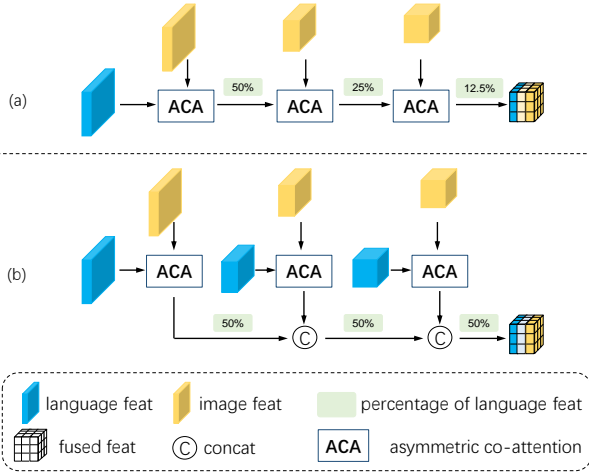 50%
25%
12.5%
(a)
ACA
ACA
ACA
(b)
ACA
ACA
ACA
50%
50%
50%
C
C
language feat
image feat
percentage of language feat
fused feat
C
concat
ACA
asymmetric co-attention